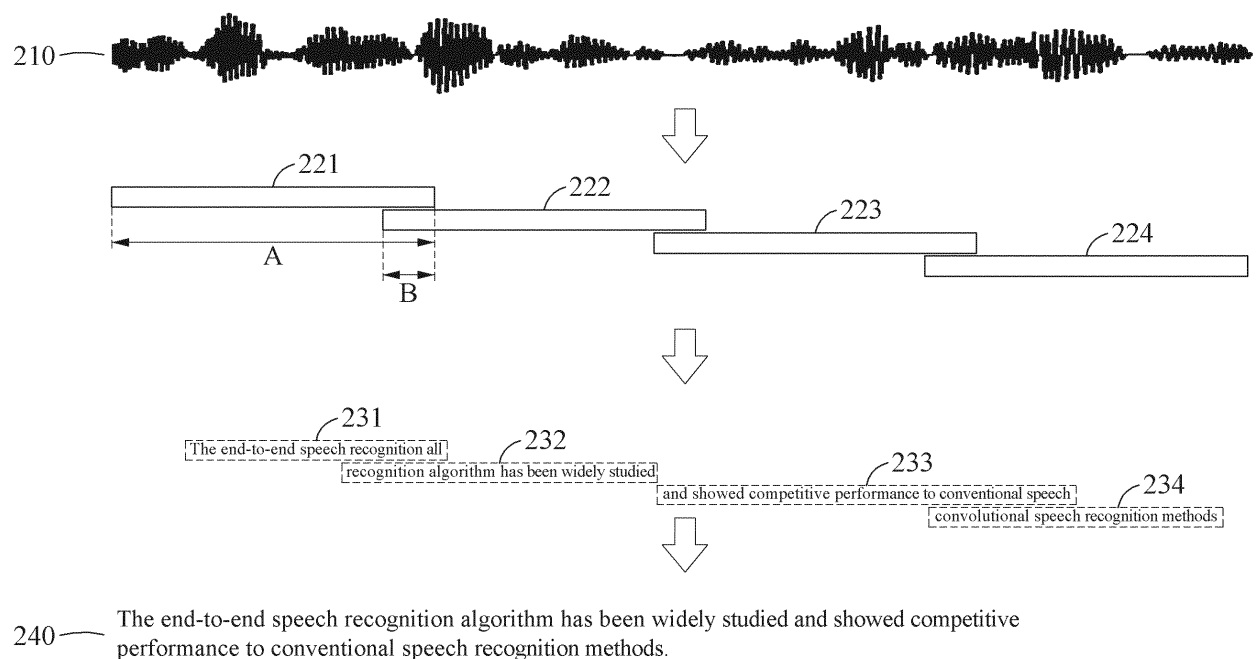 210
221
222
223
224
A
B
231
The end-to-end speech recognition all
232
recognition algorithm has been widely studied
233
and showed competitive performance to conventional speech
234
convolutional speech recognition methods
240
The end-to-end speech recognition algorithm has been widely studied and showed competitive
performance to conventional speech recognition methods.